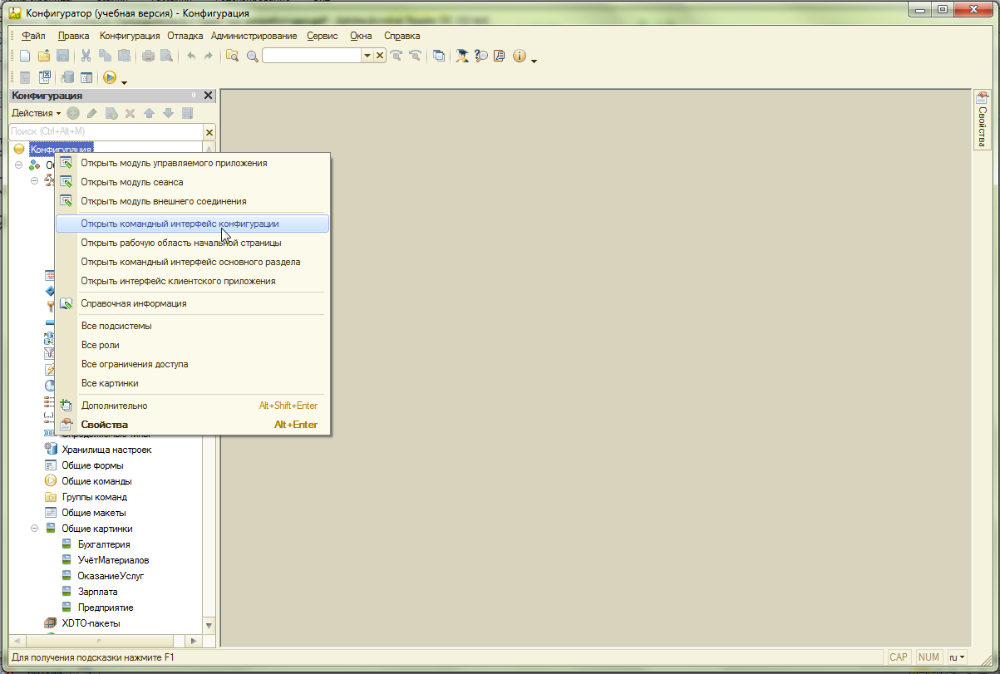 Конфигуратор (учебная версия) - Конфигурация
Файл Правка Конфигурация Отладка Администрирование Сервис Окна Справка
Конфигурация
Действия
Поиск (Ctrl+Alt+M)
Конфигурация
Открыть модуль управляемого приложения
Открыть модуль сеанса
Открыть модуль внешнего соединения
Открыть командный интерфейс конфигурации
Открыть рабочую область начальной страницы
Открыть командный интерфейс основного раздела
Открыть интерфейс клиентского приложения
Справочная информация
Все подсистемы
Все роли
Все ограничения доступа
Все картинки
Дополнительно Alt+Shift+Enter
Свойства Alt+Enter
Определяемые типы
Хранилища настроек
Общие формы
Общие команды
Группы команд
Общие макеты
Общие картинки
Бухгалтерия
УчётМатериалов
ОказаниеУслуг
Зарплата
Предприятие
XDTO-пакеты
Свойства
Для получения подсказки нажмите F1
CAP NUM ru